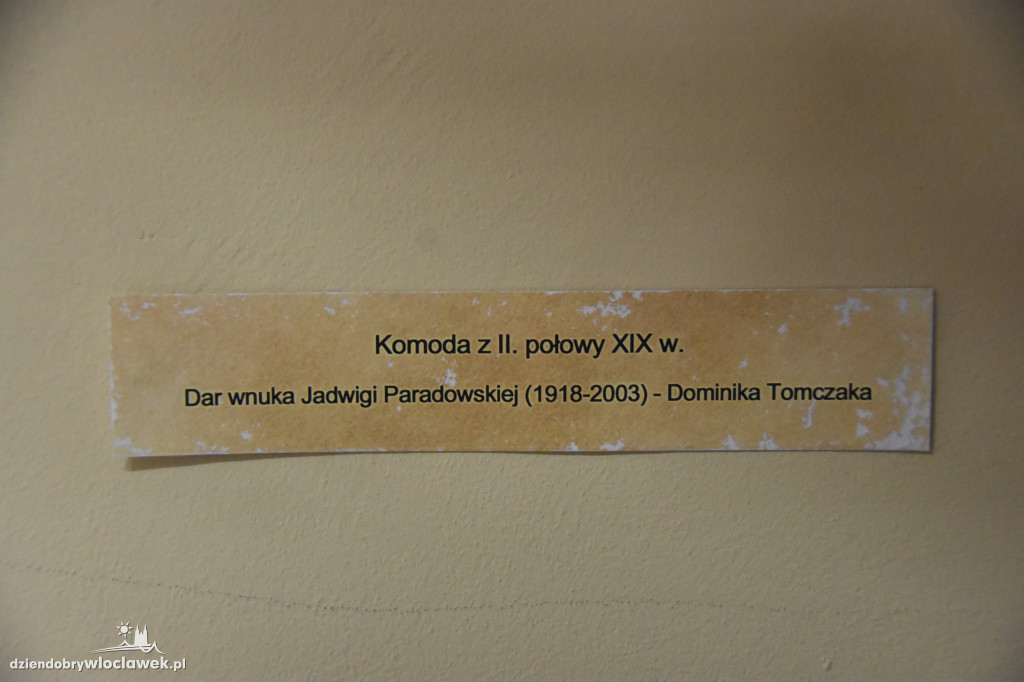 Komoda z II. połowy XIX w.
Dar wnuka Jadwigi Paradowskiej (1918-2003) - Dominika Tomczaka
dziendobrywloclawek.pl